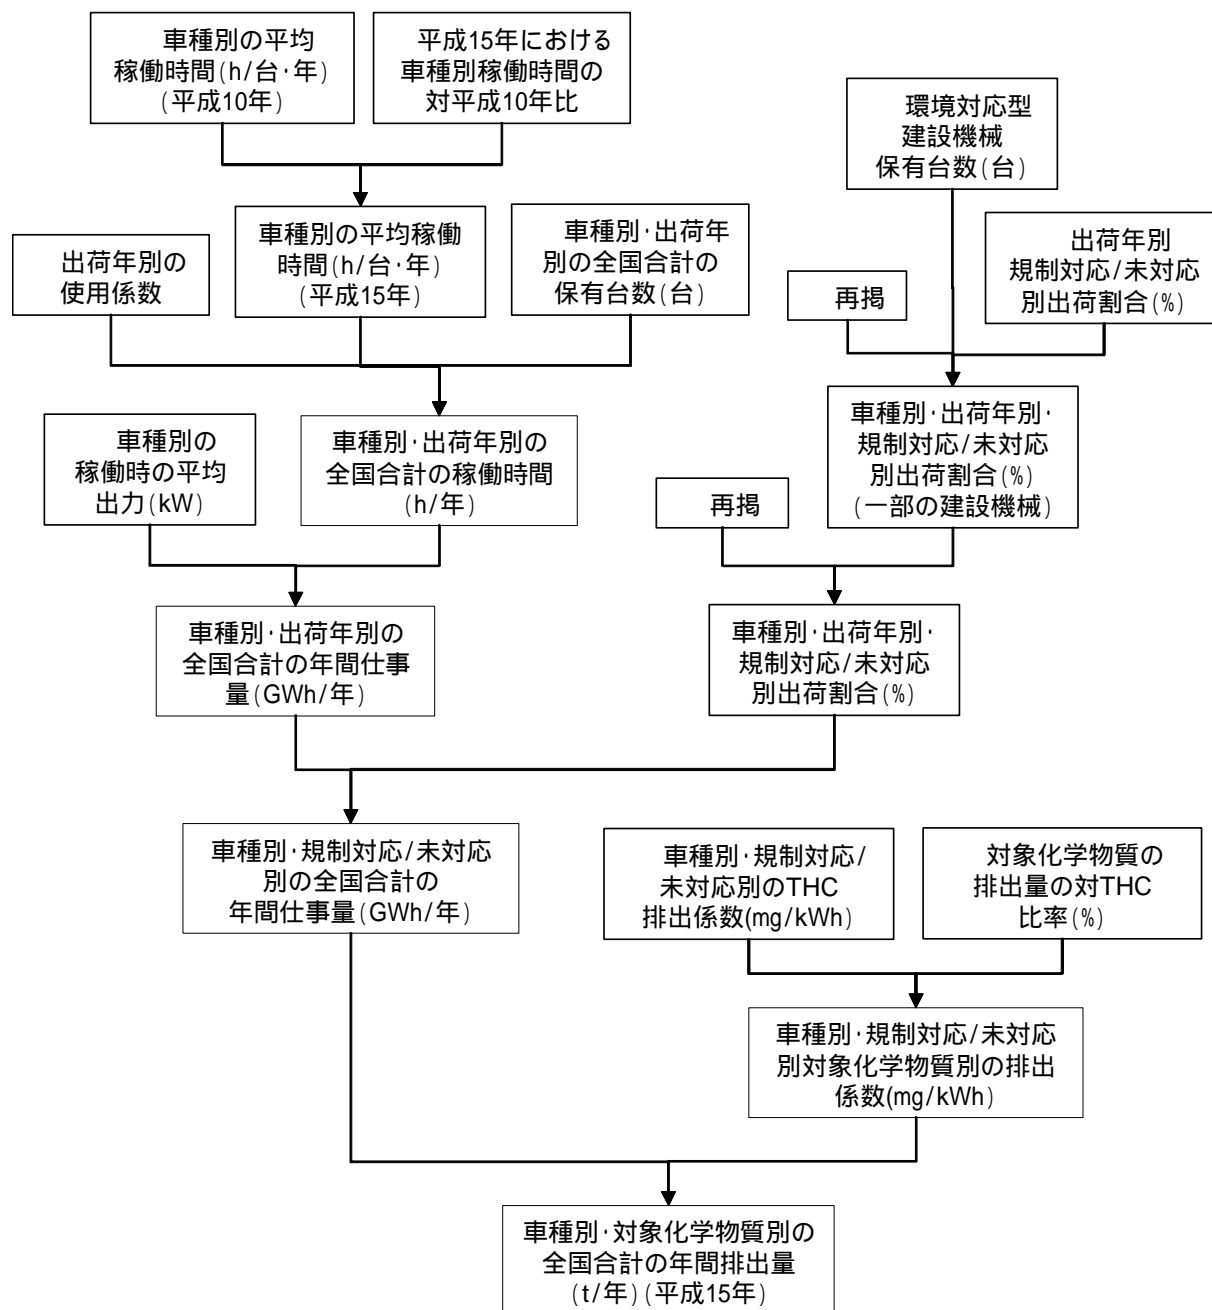 車種別の平均
稼働時間(h/台・年)
(平成10年)
平成15年における
車種別稼働時間の
対平成10年比
環境対応型
建設機械
保有台数(台)
出荷年別の
使用係数
車種別の平均稼働
時間(h/台・年)
(平成15年)
車種別・出荷年
別の全国合計の
保有台数(台)
再掲
出荷年別
規制対応/未対応
別出荷割合(%)
車種別の
稼働時の平均
出力(kW)
車種別・出荷年別の
全国合計の稼働時間
(h/年)
再掲
車種別・出荷年別・
規制対応/未対応
別出荷割合(%)
(一部の建設機械)
車種別・出荷年別の
全国合計の年間仕事
量(GWh/年)
車種別・出荷年別・
規制対応/未対応
別出荷割合(%)
車種別・規制対応/未対応
別の全国合計の
年間仕事量(GWh/年)
車種別・規制対応/
未対応別のTHC
排出係数(mg/kWh)
対象化学物質の
排出量の対THC
比率(%)
車種別・規制対応/未対応
別対象化学物質別の排出
係数(mg/kWh)
車種別・対象化学物質別の
全国合計の年間排出量
(t/年)(平成15年)